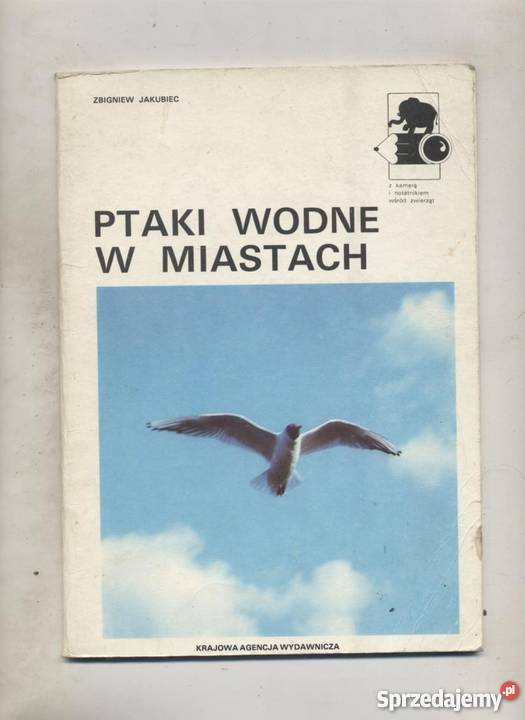 ZBIGNIEW JAKUBIEC
z kamerą
i notatnikiem
wśród zwierząt
PTAKI WODNE
W MIASTACH
KRAJOWA AGENCJA WYDAWNICZA
Sprzedajemy.pl